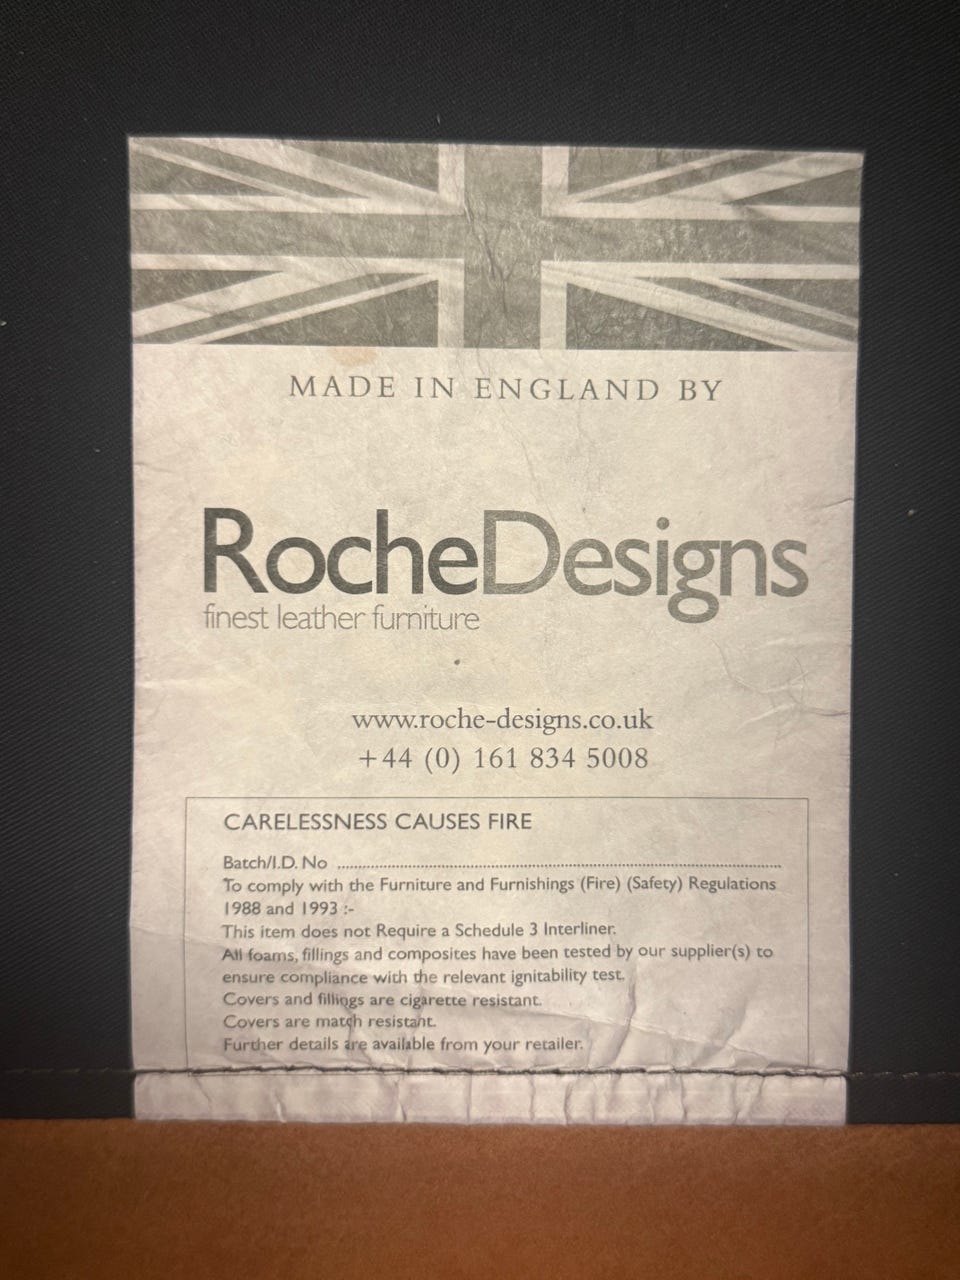 MADE IN ENGLAND BY
RocheDesigns
finest leather furniture
www.roche-designs.co.uk
+44 (0) 161 834 5008
CARELESSNESS CAUSES FIRE
Batch/I.D. No ........................................................................
To comply with the Furniture and Furnishings (Fire) (Safety) Regulations
1988 and 1993 :-
This item does not Require a Schedule 3 Interliner.
All foams, fillings and composites have been tested by our supplier(s) to
ensure compliance with the relevant ignitability test.
Covers and fillings are cigarette resistant.
Covers are match resistant.
Further details are available from your retailer.